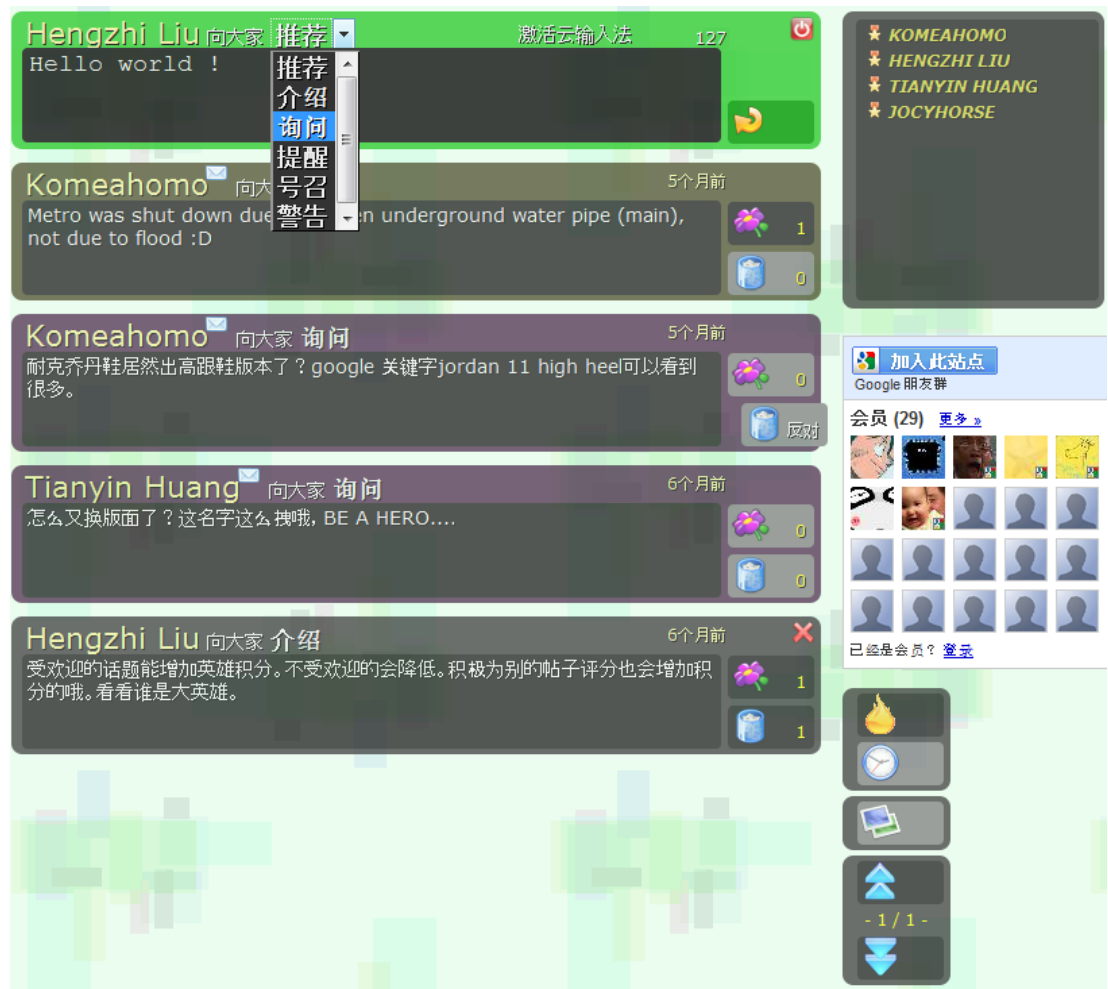 Hengzhi Liu 向大家 推荐 激活云输入法 127
Hello world !
推荐
介绍
询问
提醒
号召
警告
Komeahomo 向大 5个月前
Metro was shut down due en underground water pipe (main),
not due to flood :D
1
0
Komeahomo 向大家 询问 5个月前
耐克乔丹鞋居然出高跟鞋版本了？google 关键字jordan 11 high heel可以看到
很多。
0
反对
Tianyin Huang 向大家 询问 6个月前
怎么又换版面了？这名字这么拽哦, BE A HERO....
0
0
Hengzhi Liu 向大家 介绍 6个月前
受欢迎的话题能增加英雄积分。不受欢迎的会降低。积极为别的帖子评分也会增加积
分的哦。看看谁是大英雄。
1
1
KOMEAHOMO
HENGZHI LIU
TIANYIN HUANG
JOCYHORSE
加入此站点
Google 朋友群
会员 (29) 更多 »
已经是会员？登录
- 1 / 1 -